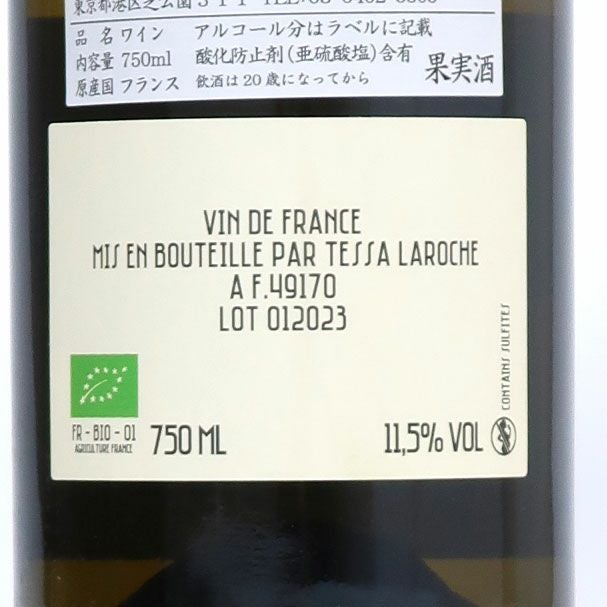 品 名 ワイン アルコール分はラベルに記載
内容量 750ml 酸化防止剤(亜硫酸塩)含有
原産国 フランス 飲酒は20歳になってから
果実酒
VIN DE FRANCE
MIS EN BOUTEILLE PAR TESSA LAROCHE
A F.49170
LOT 012023
CONTAINS SULFITES
FR - BIO - 01
AGRICULTURE FRANCE
750 ML
11,5% VOL